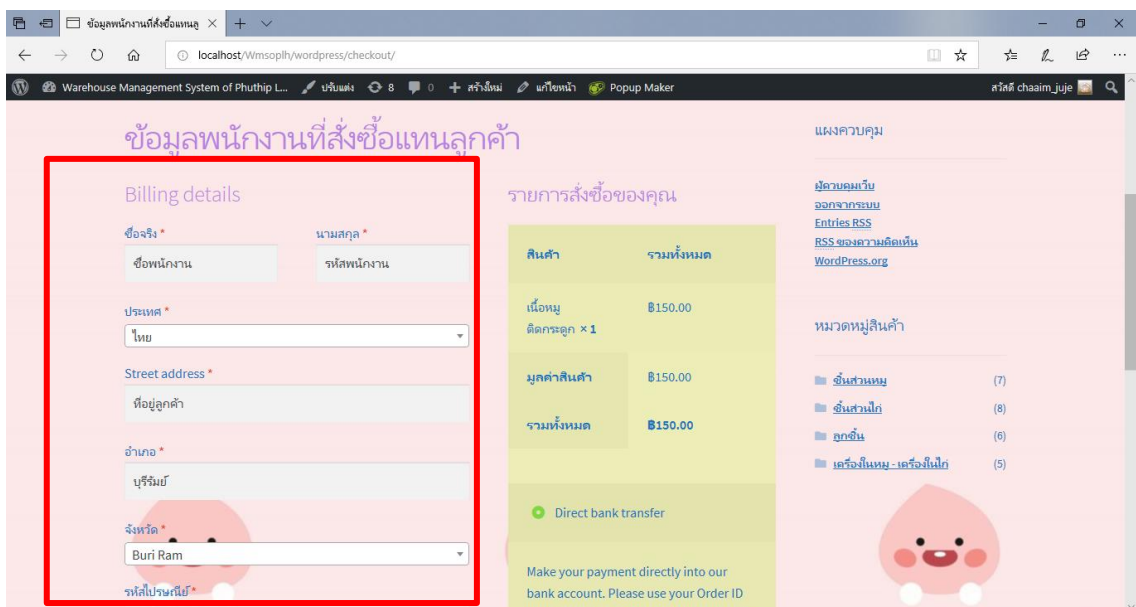 ข้อมูลพนักงานที่สั่งซื้อแทนลู
localhost/Wmsoplh/wordpress/checkout/
Warehouse Management System of Phuthip L... ปรับแต่ง 8 0 สร้างใหม่ แก้ไขหน้า Popup Maker สวัสดี chaaim_juje
ข้อมูลพนักงานที่สั่งซื้อแทนลูกค้า
Billing details
ชื่อจริง *
นามสกุล *
ชื่อพนักงาน
รหัสพนักงาน
ประเทศ *
ไทย
Street address *
ที่อยู่ลูกค้า
อำเภอ *
บุรีรัมย์
จังหวัด *
Buri Ram
รหัสไปรษณีย์ *
รายการสั่งซื้อของคุณ
สินค้า รวมทั้งหมด
เนื้อหมู ฿150.00
ติดกระดูก × 1
มูลค่าสินค้า ฿150.00
รวมทั้งหมด ฿150.00
Direct bank transfer
Make your payment directly into our
bank account. Please use your Order ID
แผงควบคุม
ผู้ควบคุมเว็บ
ออกจากระบบ
Entries RSS
RSS ของความคิดเห็น
WordPress.org
หมวดหมู่สินค้า
ชิ้นส่วนหมู (7)
ชิ้นส่วนไก่ (8)
ลูกชิ้น (6)
เครื่องในหมู - เครื่องในไก่ (5)